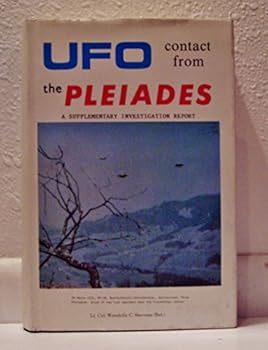 UFO contact
from
the PLEIADES
A SUPPLEMENTARY INVESTIGATION REPORT
Lt. Col. Wendelle C. Stevens (Ret.)